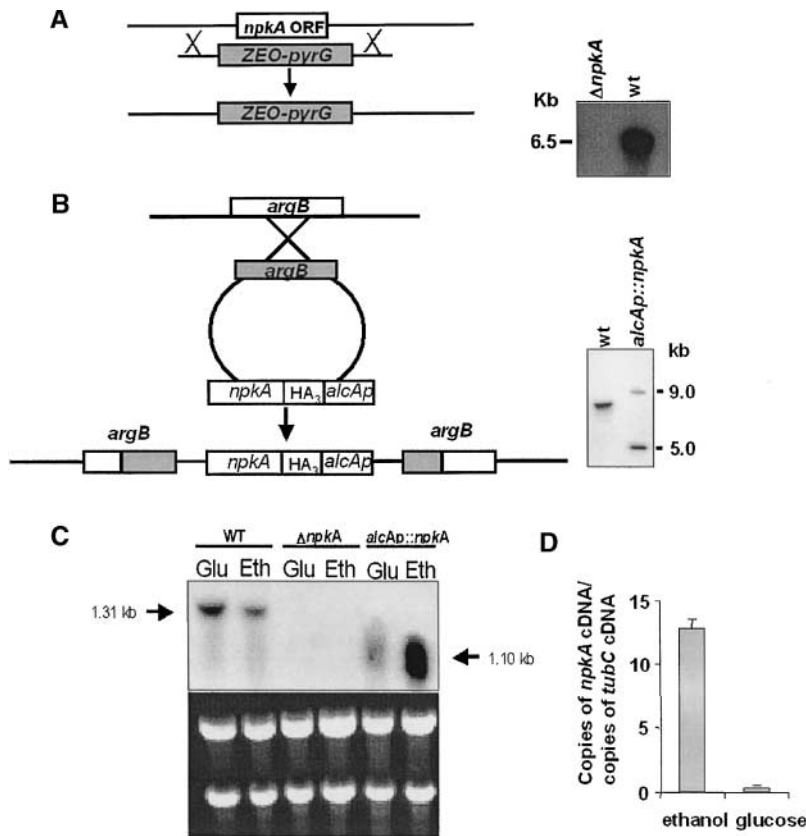 A
npkA ORF
X X
ZEO-pyrG
ZEO-pyrG
ΔnpkA
wt
Kb
6.5
B
argB
argB
npkA HA3 alcAp
argB argB
npkA HA3 alcAp
wt
alcAp::npkA
kb
9.0
5.0
C
WT ΔnpkA alcAp::npkA
Glu Eth Glu Eth Glu Eth
1.31 kb
1.10 kb
D
Copies of npkA cDNA/
copies of tubC cDNA
15
10
5
0
ethanol glucose